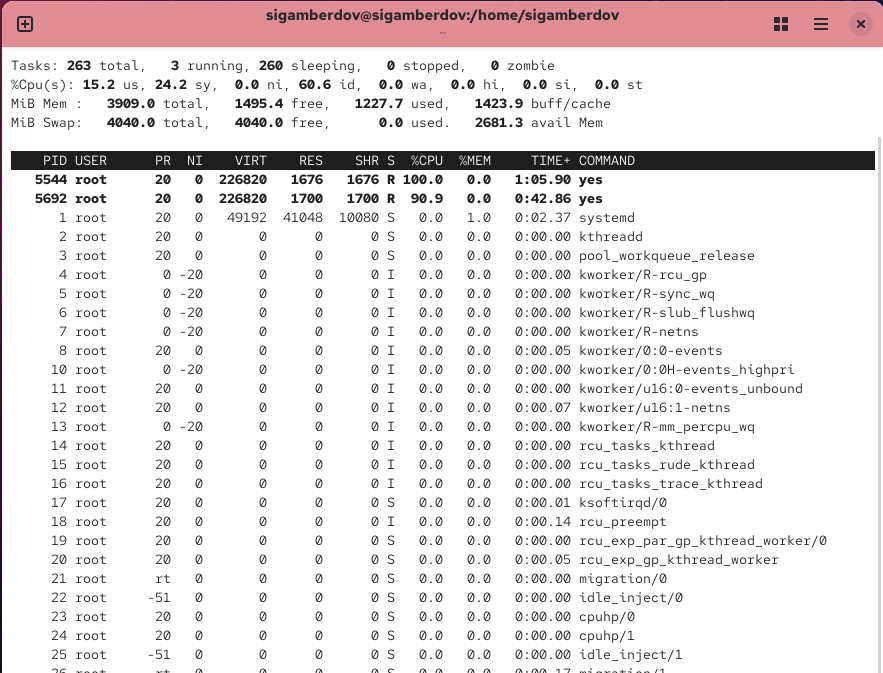 sigamberdov@sigamberdov:/home/sigamberdov
~
Tasks: 263 total,   3 running, 260 sleeping,   0 stopped,   0 zombie
%Cpu(s): 15.2 us, 24.2 sy,  0.0 ni, 60.6 id,  0.0 wa,  0.0 hi,  0.0 si,  0.0 st
MiB Mem :   3909.0 total,   1495.4 free,   1227.7 used,   1423.9 buff/cache
MiB Swap:   4040.0 total,   4040.0 free,      0.0 used.   2681.3 avail Mem
PID USER      PR  NI    VIRT    RES    SHR S  %CPU  %MEM     TIME+ COMMAND
5544 root      20   0  226820   1676   1676 R 100.0   0.0   1:05.90 yes
5692 root      20   0  226820   1700   1700 R  90.9   0.0   0:42.86 yes
1 root      20   0   49192  41048  10080 S   0.0   1.0   0:02.37 systemd
2 root      20   0       0      0      0 S   0.0   0.0   0:00.00 kthreadd
3 root      20   0       0      0      0 S   0.0   0.0   0:00.00 pool_workqueue_release
4 root       0 -20       0      0      0 I   0.0   0.0   0:00.00 kworker/R-rcu_gp
5 root       0 -20       0      0      0 I   0.0   0.0   0:00.00 kworker/R-sync_wq
6 root       0 -20       0      0      0 I   0.0   0.0   0:00.00 kworker/R-slub_flushwq
7 root       0 -20       0      0      0 I   0.0   0.0   0:00.00 kworker/R-netns
8 root      20   0       0      0      0 I   0.0   0.0   0:00.05 kworker/0:0-events
10 root       0 -20       0      0      0 I   0.0   0.0   0:00.00 kworker/0:0H-events_highpri
11 root      20   0       0      0      0 I   0.0   0.0   0:00.00 kworker/u16:0-events_unbound
12 root      20   0       0      0      0 I   0.0   0.0   0:00.07 kworker/u16:1-netns
13 root       0 -20       0      0      0 I   0.0   0.0   0:00.00 kworker/R-mm_percpu_wq
14 root      20   0       0      0      0 I   0.0   0.0   0:00.00 rcu_tasks_kthread
15 root      20   0       0      0      0 I   0.0   0.0   0:00.00 rcu_tasks_rude_kthread
16 root      20   0       0      0      0 I   0.0   0.0   0:00.00 rcu_tasks_trace_kthread
17 root      20   0       0      0      0 S   0.0   0.0   0:00.01 ksoftirqd/0
18 root      20   0       0      0      0 I   0.0   0.0   0:00.14 rcu_preempt
19 root      20   0       0      0      0 S   0.0   0.0   0:00.00 rcu_exp_par_gp_kthread_worker/0
20 root      20   0       0      0      0 S   0.0   0.0   0:00.05 rcu_exp_gp_kthread_worker
21 root      rt   0       0      0      0 S   0.0   0.0   0:00.00 migration/0
22 root     -51   0       0      0      0 S   0.0   0.0   0:00.00 idle_inject/0
23 root      20   0       0      0      0 S   0.0   0.0   0:00.00 cpuhp/0
24 root      20   0       0      0      0 S   0.0   0.0   0:00.00 cpuhp/1
25 root     -51   0       0      0      0 S   0.0   0.0   0:00.00 idle_inject/1
26 root      rt   0       0      0      0 S   0.0   0.0   0:00.17 migration/1